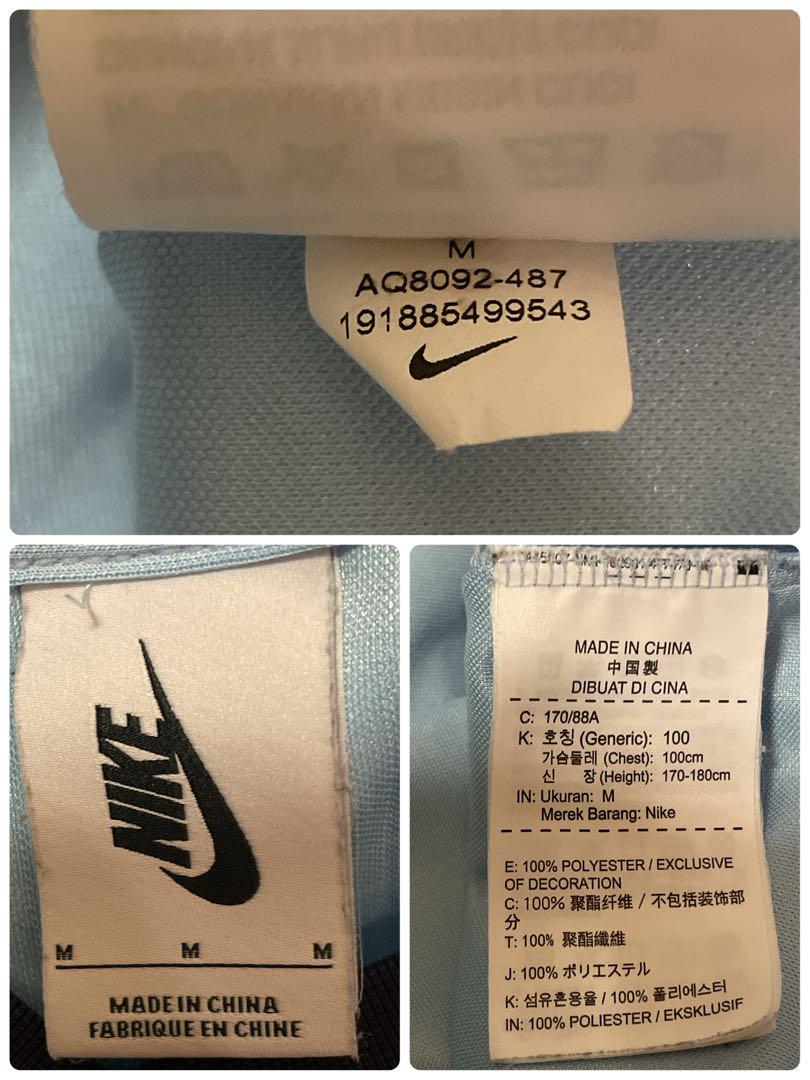 M
AQ8092-487
191885499543
NIKE
M M M
MADE IN CHINA
FABRIQUE EN CHINE
MADE IN CHINA
中国製
DIBUAT DI CINA
C: 170/88A
K: 호칭 (Generic): 100
가슴둘레 (Chest): 100cm
신 장 (Height): 170-180cm
IN: Ukuran: M
Merek Barang: Nike
E: 100% POLYESTER / EXCLUSIVE
OF DECORATION
C: 100% 聚酯纤维 / 不包括装饰部
分
T: 100% 聚酯纖維
J: 100% ポリエステル
K: 섬유혼용율 / 100% 폴리에스터
IN: 100% POLIESTER / EKSKLUSIF